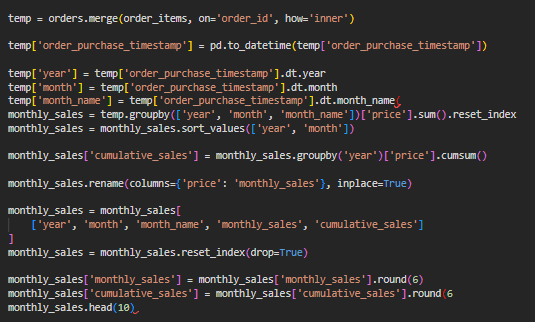 temp = orders.merge(order_items, on='order_id', how='inner')
temp['order_purchase_timestamp'] = pd.to_datetime(temp['order_purchase_timestamp'])
temp['year'] = temp['order_purchase_timestamp'].dt.year
temp['month'] = temp['order_purchase_timestamp'].dt.month
temp['month_name'] = temp['order_purchase_timestamp'].dt.month_name(
monthly_sales = temp.groupby(['year', 'month', 'month_name'])['price'].sum().reset_index
monthly_sales = monthly_sales.sort_values(['year', 'month'])
monthly_sales['cumulative_sales'] = monthly_sales.groupby('year')['price'].cumsum()
monthly_sales.rename(columns={'price': 'monthly_sales'}, inplace=True)
monthly_sales = monthly_sales[
    ['year', 'month', 'month_name', 'monthly_sales', 'cumulative_sales']
]
monthly_sales = monthly_sales.reset_index(drop=True)
monthly_sales['monthly_sales'] = monthly_sales['monthly_sales'].round(6)
monthly_sales['cumulative_sales'] = monthly_sales['cumulative_sales'].round(6
monthly_sales.head(10)